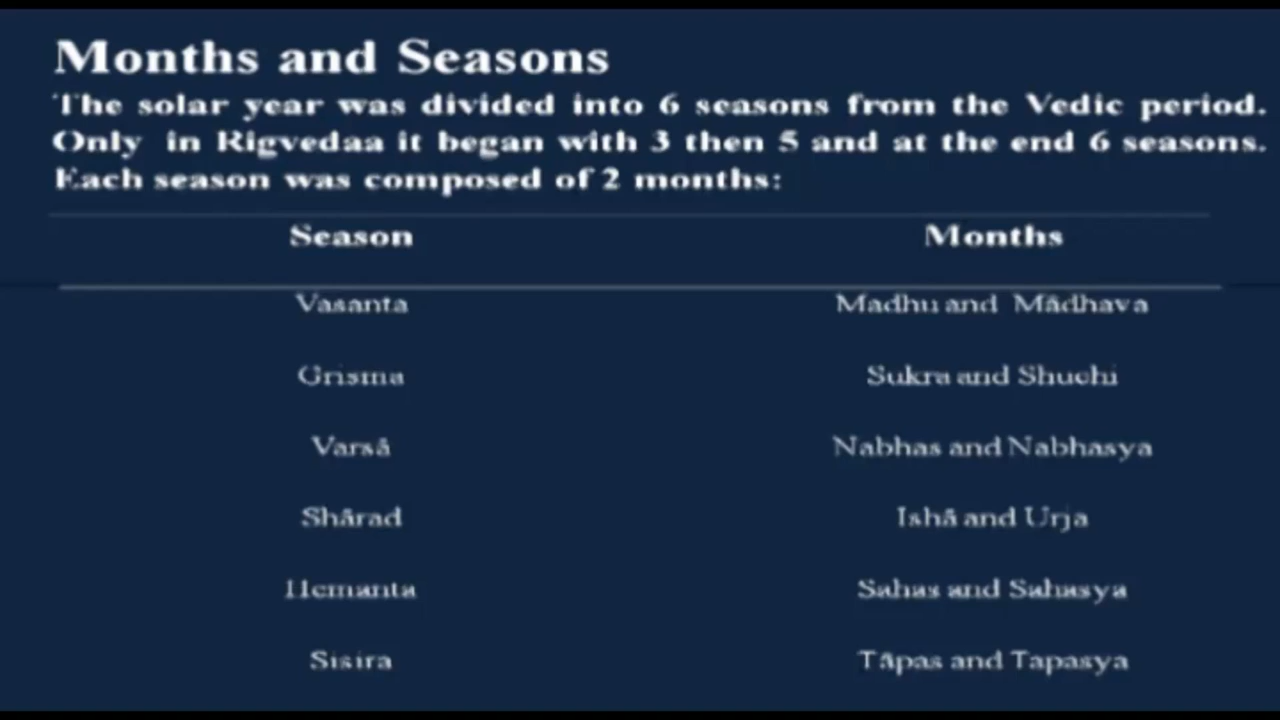 Months and Seasons
The solar year was divided into 6 seasons from the Vedic period.
Only in Rigvedaa it began with 3 then 5 and at the end 6 seasons.
Each season was composed of 2 months:
Season Months
Vasanta Madhu and Mādhava
Grisma Sukra and Shuchi
Varsā Nabhas and Nabhasya
Shārad Ishā and Urja
Hemanta Sahas and Sahasya
Sisira Tāpas and Tapasya